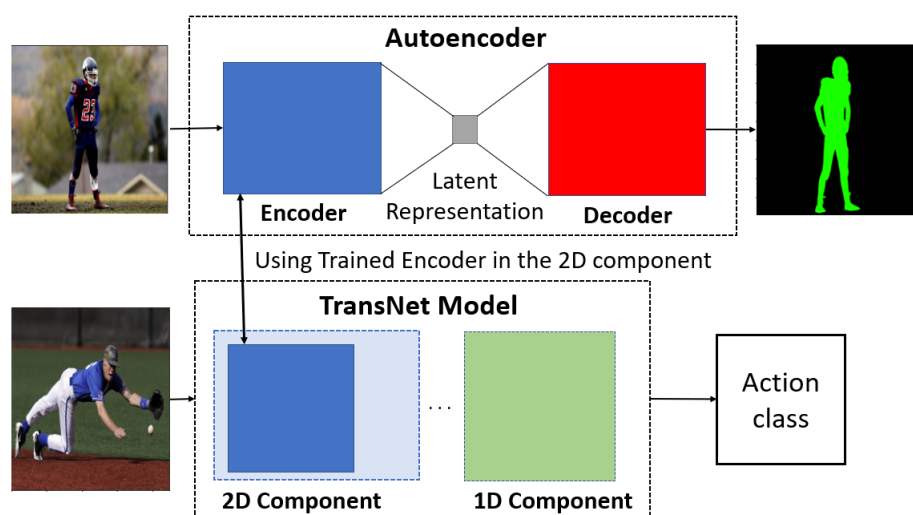 Autoencoder
23
Latent
Representation
Encoder
Decoder
Using Trained Encoder in the 2D component
TransNet Model
...
Action
class
2D Component
1D Component